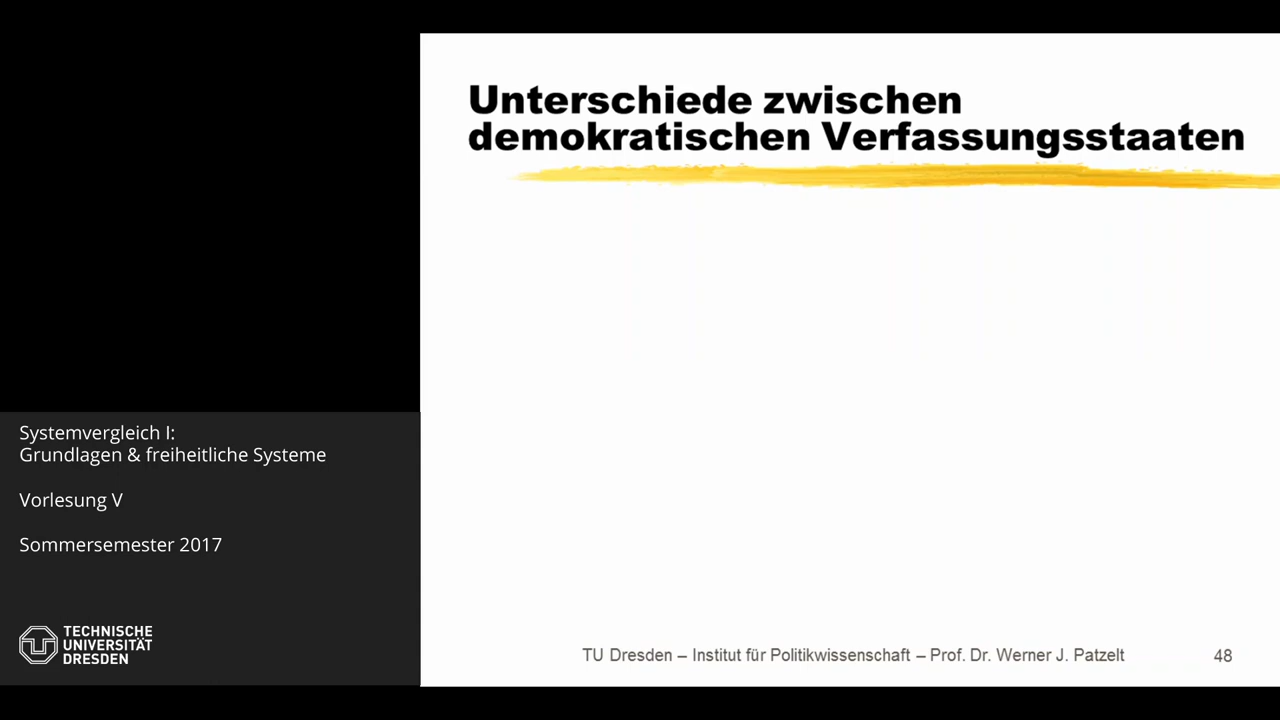 Unterschiede zwischen
demokratischen Verfassungsstaaten
Systemvergleich I:
Grundlagen & freiheitliche Systeme
Vorlesung V
Sommersemester 2017
TECHNISCHE
UNIVERSITÄT
DRESDEN
TU Dresden – Institut für Politikwissenschaft – Prof. Dr. Werner J. Patzelt
48